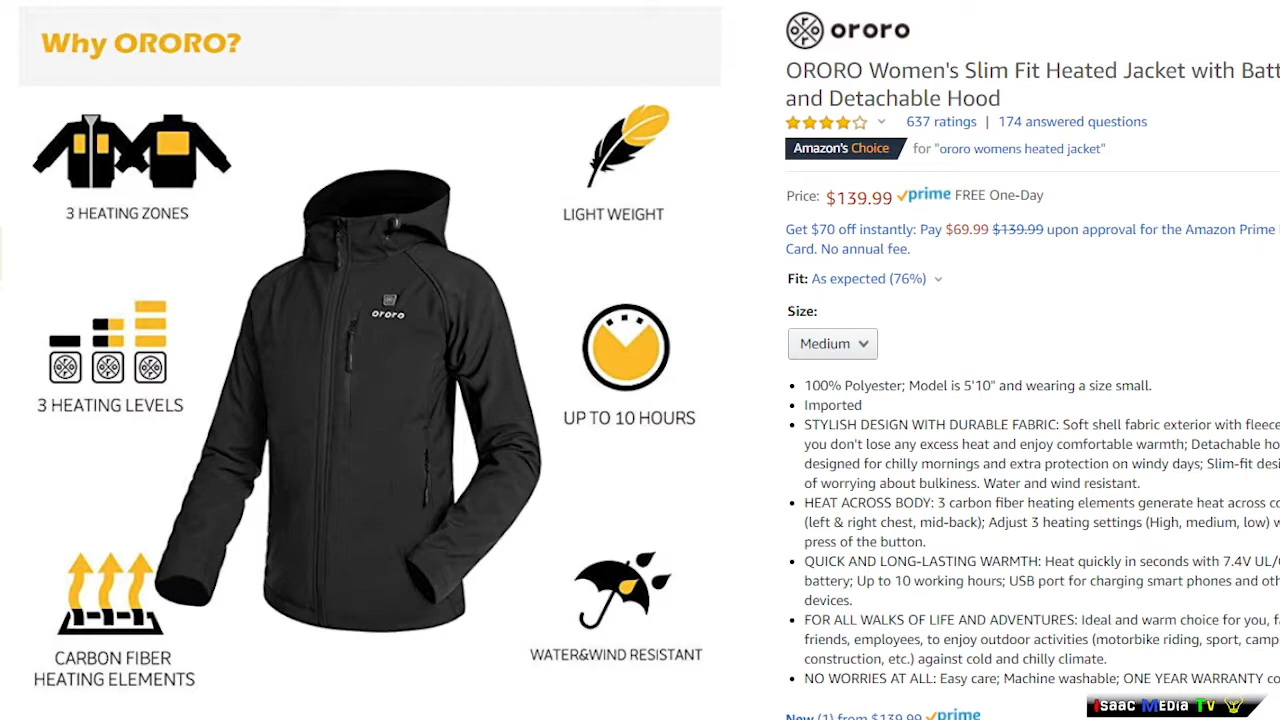 Why ORORO?
3 HEATING ZONES
LIGHT WEIGHT
ororo
3 HEATING LEVELS
UP TO 10 HOURS
CARBON FIBER
HEATING ELEMENTS
WATER&WIND RESISTANT
ororo
ORORO Women's Slim Fit Heated Jacket with Batt
and Detachable Hood
637 ratings | 174 answered questions
Amazon's Choice for "ororo womens heated jacket"
Price: $139.99 prime FREE One-Day
Get $70 off instantly: Pay $69.99 $139.99 upon approval for the Amazon Prime
Card. No annual fee.
Fit: As expected (76%)
Size:
Medium
• 100% Polyester; Model is 5'10" and wearing a size small.
• Imported
• STYLISH DESIGN WITH DURABLE FABRIC: Soft shell fabric exterior with fleece
you don't lose any excess heat and enjoy comfortable warmth; Detachable ho
designed for chilly mornings and extra protection on windy days; Slim-fit desi
of worrying about bulkiness. Water and wind resistant.
• HEAT ACROSS BODY: 3 carbon fiber heating elements generate heat across co
(left & right chest, mid-back); Adjust 3 heating settings (High, medium, low) w
press of the button.
• QUICK AND LONG-LASTING WARMTH: Heat quickly in seconds with 7.4V UL/C
battery; Up to 10 working hours; USB port for charging smart phones and oth
devices.
• FOR ALL WALKS OF LIFE AND ADVENTURES: Ideal and warm choice for you, fa
friends, employees, to enjoy outdoor activities (motorbike riding, sport, camp
construction, etc.) against cold and chilly climate.
• NO WORRIES AT ALL: Easy care; Machine washable; ONE YEAR WARRANTY co
New (1) from $139.99 prime
Isaac Media Tv